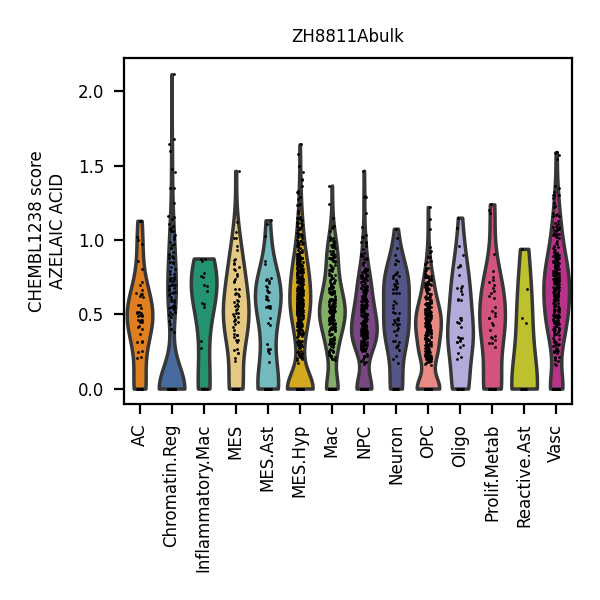 ZH8811Abulk
CHEMBL1238 score
AZELAIC ACID
2.0
1.5
1.0
0.5
0.0
AC
Chromatin.Reg
Inflammatory.Mac
MES
MES.Ast
MES.Hyp
Mac
NPC
Neuron
OPC
Oligo
Prolif.Metab
Reactive.Ast
Vasc